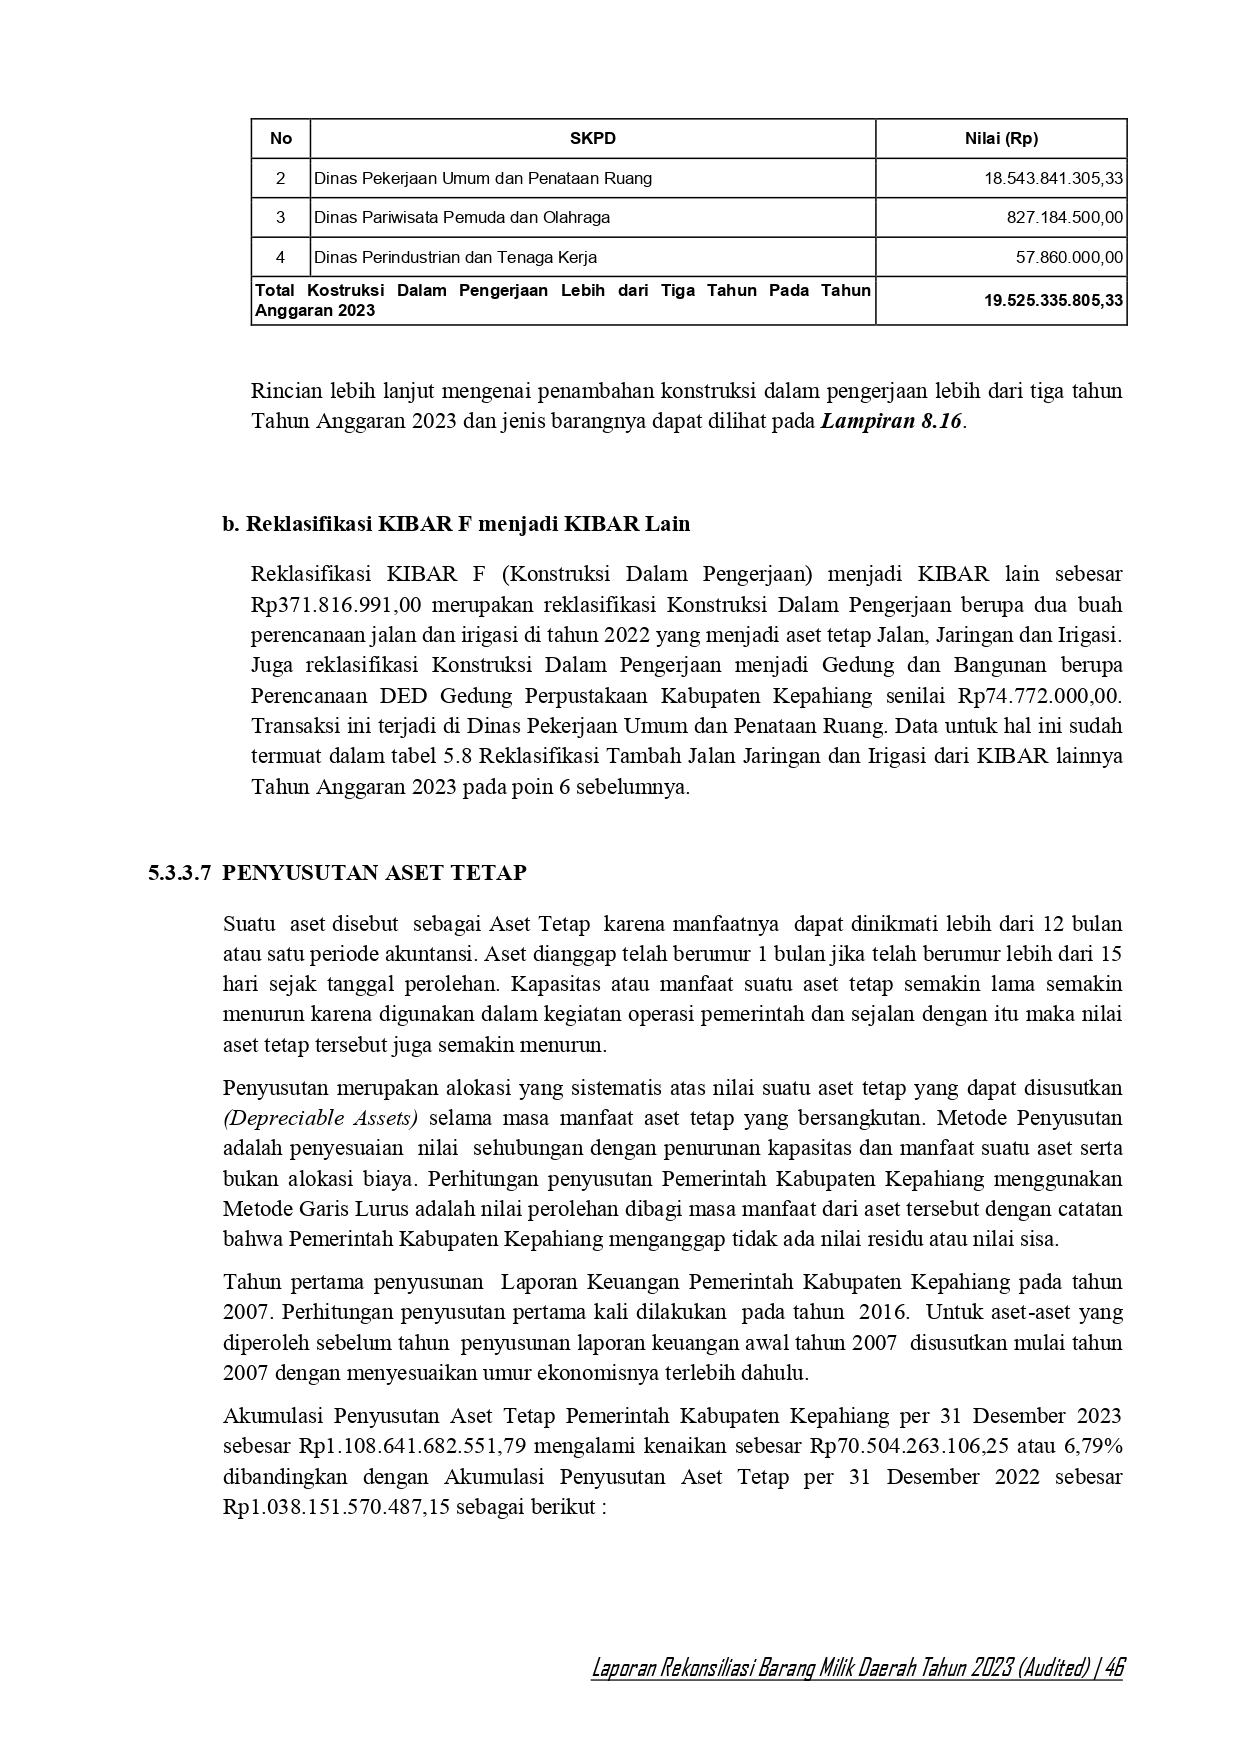 No SKPD Nilai (Rp)
2 Dinas Pekerjaan Umum dan Penataan Ruang 18.543.841.305,33
3 Dinas Pariwisata Pemuda dan Olahraga 827.184.500,00
4 Dinas Perindustrian dan Tenaga Kerja 57.860.000,00
Total Kostruksi Dalam Pengerjaan Lebih dari Tiga Tahun Pada Tahun
Anggaran 2023 19.525.335.805,33
Rincian lebih lanjut mengenai penambahan konstruksi dalam pengerjaan lebih dari tiga tahun
Tahun Anggaran 2023 dan jenis barangnya dapat dilihat pada Lampiran 8.16.
b. Reklasifikasi KIBAR F menjadi KIBAR Lain
Reklasifikasi KIBAR F (Konstruksi Dalam Pengerjaan) menjadi KIBAR lain sebesar
Rp371.816.991,00 merupakan reklasifikasi Konstruksi Dalam Pengerjaan berupa dua buah
perencanaan jalan dan irigasi di tahun 2022 yang menjadi aset tetap Jalan, Jaringan dan Irigasi.
Juga reklasifikasi Konstruksi Dalam Pengerjaan menjadi Gedung dan Bangunan berupa
Perencanaan DED Gedung Perpustakaan Kabupaten Kepahiang senilai Rp74.772.000,00.
Transaksi ini terjadi di Dinas Pekerjaan Umum dan Penataan Ruang. Data untuk hal ini sudah
termuat dalam tabel 5.8 Reklasifikasi Tambah Jalan Jaringan dan Irigasi dari KIBAR lainnya
Tahun Anggaran 2023 pada poin 6 sebelumnya.
5.3.3.7 PENYUSUTAN ASET TETAP
Suatu aset disebut sebagai Aset Tetap karena manfaatnya dapat dinikmati lebih dari 12 bulan
atau satu periode akuntansi. Aset dianggap telah berumur 1 bulan jika telah berumur lebih dari 15
hari sejak tanggal perolehan. Kapasitas atau manfaat suatu aset tetap semakin lama semakin
menurun karena digunakan dalam kegiatan operasi pemerintah dan sejalan dengan itu maka nilai
aset tetap tersebut juga semakin menurun.
Penyusutan merupakan alokasi yang sistematis atas nilai suatu aset tetap yang dapat disusutkan
(Depreciable Assets) selama masa manfaat aset tetap yang bersangkutan. Metode Penyusutan
adalah penyesuaian nilai sehubungan dengan penurunan kapasitas dan manfaat suatu aset serta
bukan alokasi biaya. Perhitungan penyusutan Pemerintah Kabupaten Kepahiang menggunakan
Metode Garis Lurus adalah nilai perolehan dibagi masa manfaat dari aset tersebut dengan catatan
bahwa Pemerintah Kabupaten Kepahiang menganggap tidak ada nilai residu atau nilai sisa.
Tahun pertama penyusunan Laporan Keuangan Pemerintah Kabupaten Kepahiang pada tahun
2007. Perhitungan penyusutan pertama kali dilakukan pada tahun 2016. Untuk aset-aset yang
diperoleh sebelum tahun penyusunan laporan keuangan awal tahun 2007 disusutkan mulai tahun
2007 dengan menyesuaikan umur ekonomisnya terlebih dahulu.
Akumulasi Penyusutan Aset Tetap Pemerintah Kabupaten Kepahiang per 31 Desember 2023
sebesar Rp1.108.641.682.551,79 mengalami kenaikan sebesar Rp70.504.263.106,25 atau 6,79%
dibandingkan dengan Akumulasi Penyusutan Aset Tetap per 31 Desember 2022 sebesar
Rp1.038.151.570.487,15 sebagai berikut :
Laporan Rekonsiliasi Barang Milik Daerah Tahun 2023 (Audited) | 46